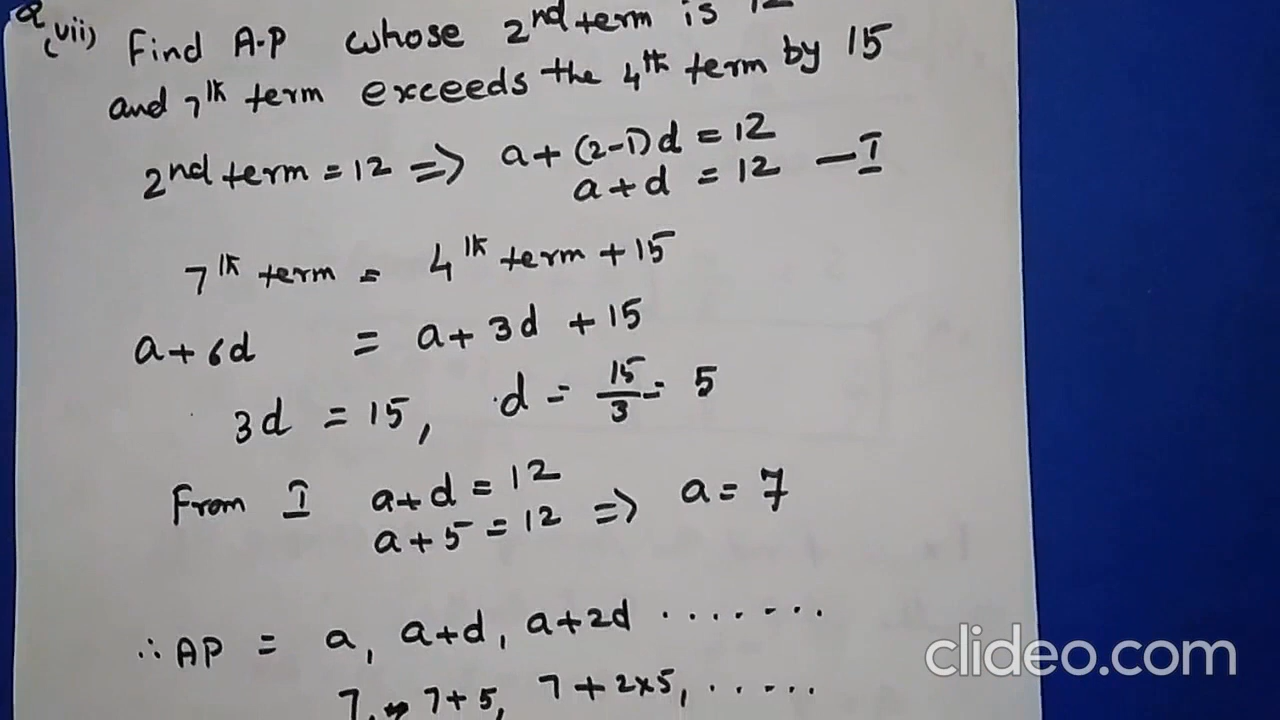 Q (vii) Find A.P whose 2nd term is 12
and 7th term exceeds the 4th term by 15
2nd term = 12 => a + (2-1)d = 12
a + d = 12 — I
7th term = 4th term + 15
a + 6d = a + 3d + 15
3d = 15, d = 15/3 = 5
From I a + d = 12
a + 5 = 12 => a = 7
∴ AP = a, a+d, a+2d .......
7, 7+5, 7+2×5, ......
clideo.com